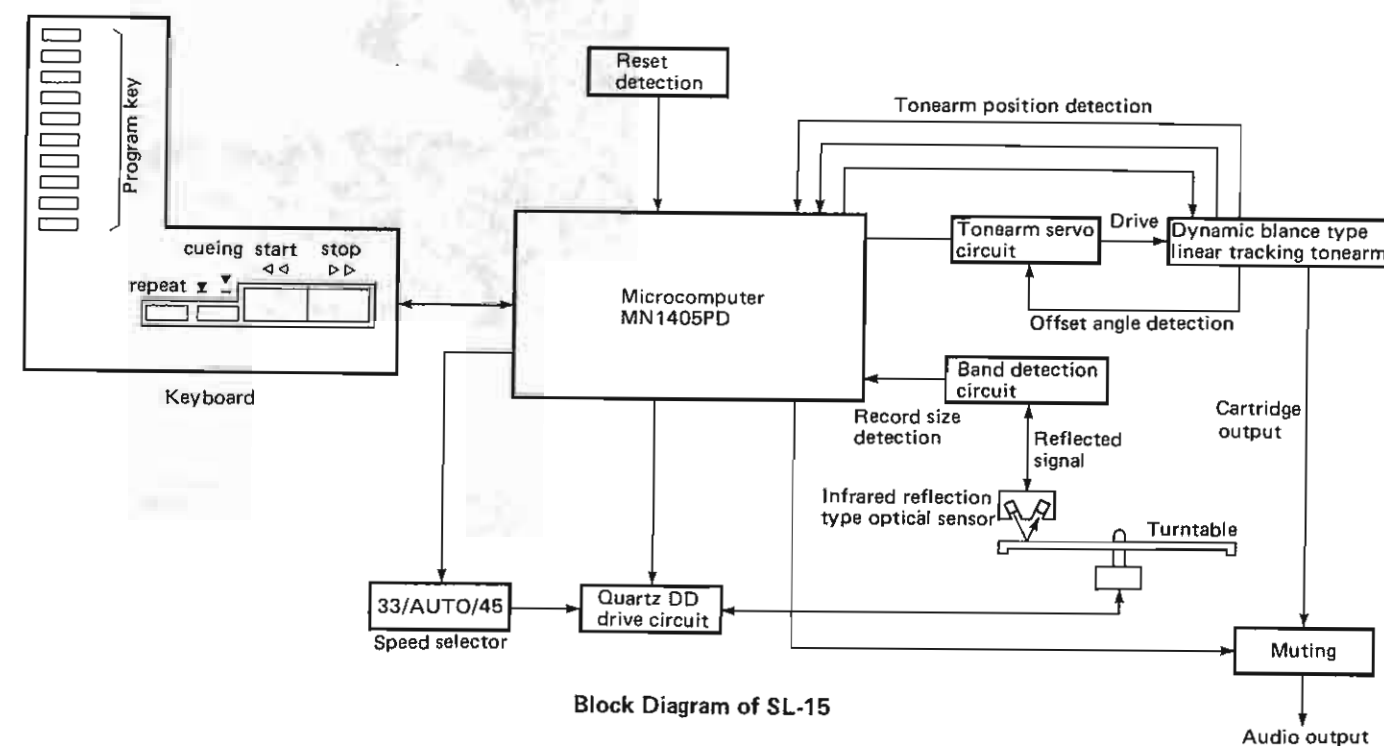 Reset
detection
Program key
Tonearm position detection
cueing start stop
repeat
Keyboard
Microcomputer
MN1405PD
Tonearm servo
circuit
Drive
Dynamic blance type
linear tracking tonearm
Offset angle detection
Band detection
circuit
Record size
detection
Reflected
signal
Cartridge
output
Infrared reflection
type optical sensor
Turntable
33/AUTO/45
Speed selector
Quartz DD
drive circuit
Muting
Audio output
Block Diagram of SL-15